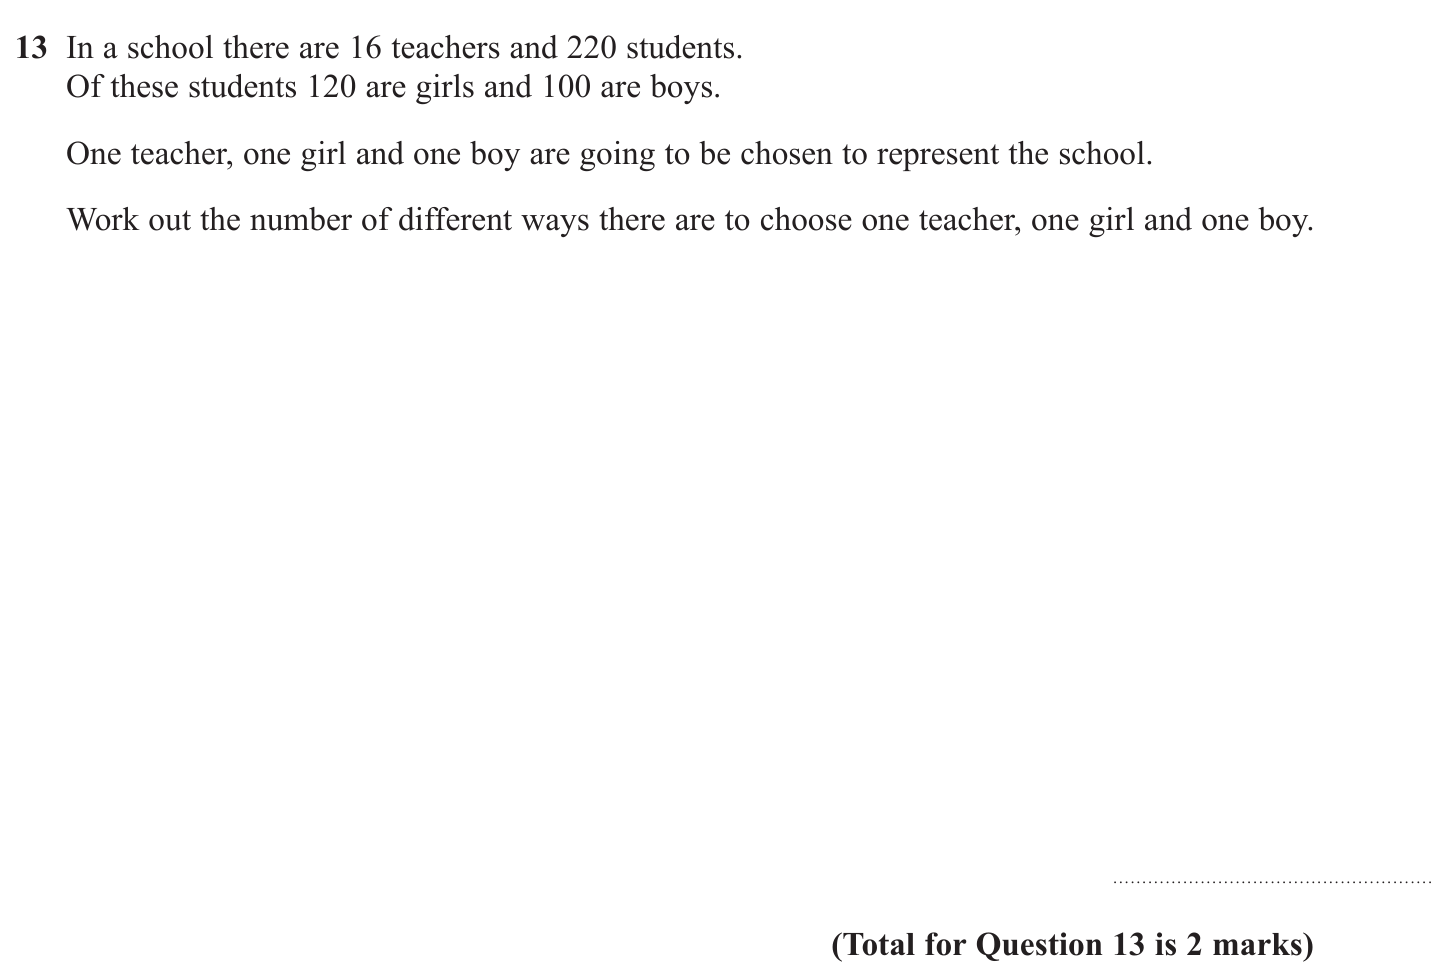 13 In a school there are 16 teachers and 220 students.
Of these students 120 are girls and 100 are boys.
One teacher, one girl and one boy are going to be chosen to represent the school.
Work out the number of different ways there are to choose one teacher, one girl and one boy.
(Total for Question 13 is 2 marks)